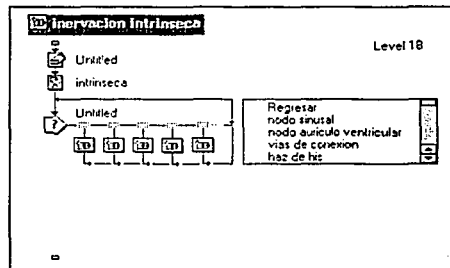 Inervacion Intrinseca
Level 18
Untitled
intrinseca
Untitled
Regresar
nodo sinusal
nodo auriculo ventricular
vias de conexion
haz de his